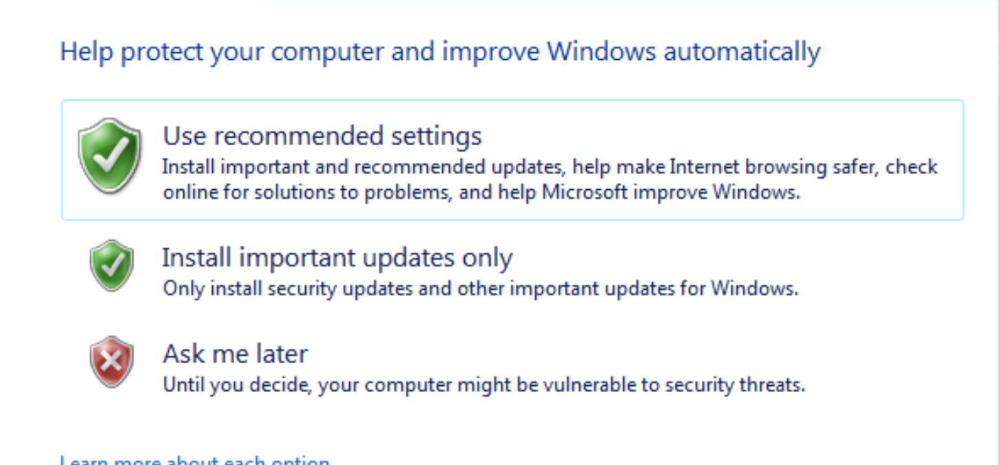 Help protect your computer and improve Windows automatically
Use recommended settings
Install important and recommended updates, help make Internet browsing safer, check
online for solutions to problems, and help Microsoft improve Windows.
Install important updates only
Only install security updates and other important updates for Windows.
Ask me later
Until you decide, your computer might be vulnerable to security threats.
Learn more about each option